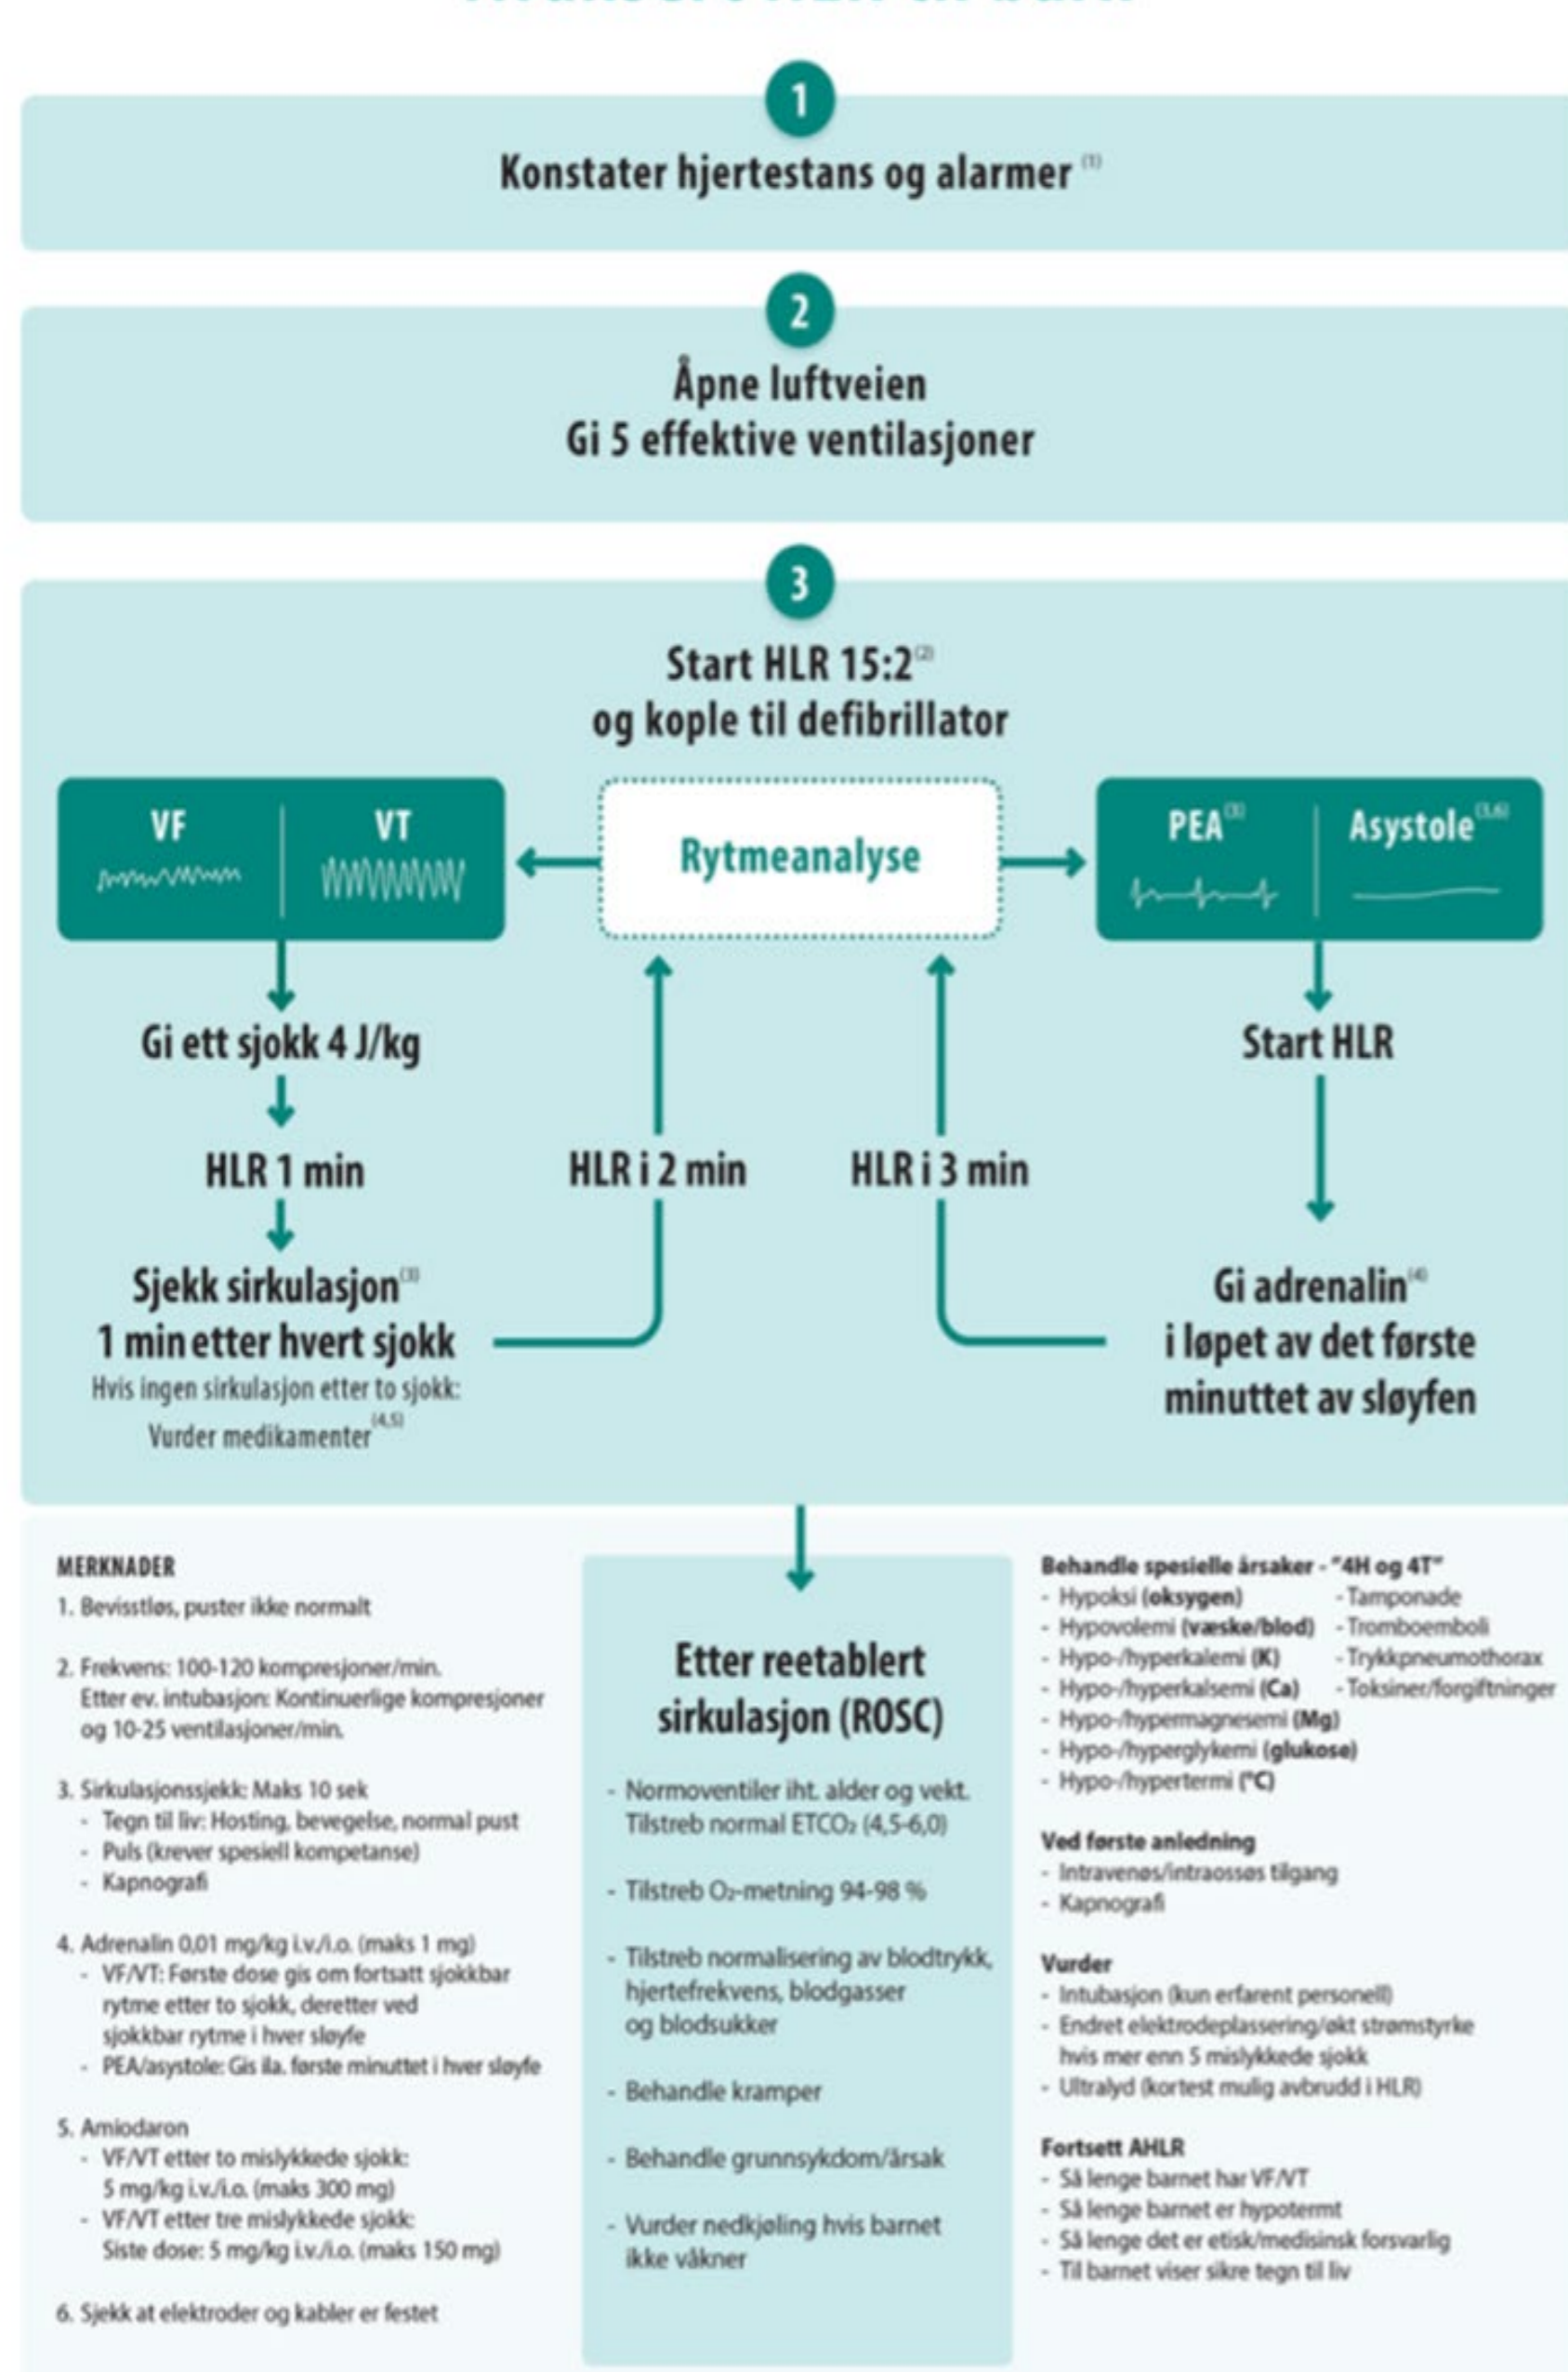 1
Konstater hjertestans og alarmer (1)
2
Åpne luftveien
Gi 5 effektive ventilasjoner
3
Start HLR 15:2(2)
og kople til defibrillator
VF
VT
Rytmeanalyse
PEA(3)
Asystole(3,6)
Gi ett sjokk 4 J/kg
Start HLR
HLR 1 min
HLR i 2 min
HLR i 3 min
Sjekk sirkulasjon(3)
1 min etter hvert sjokk
Hvis ingen sirkulasjon etter to sjokk:
Vurder medikamenter(4,5)
Gi adrenalin(4)
i løpet av det første
minuttet av sløyfen
MERKNADER
1. Bevisstløs, puster ikke normalt
2. Frekvens: 100-120 kompresjoner/min.
Etter ev. intubasjon: Kontinuerlige kompresjoner
og 10-25 ventilasjoner/min.
3. Sirkulasjonssjekk: Maks 10 sek
- Tegn til liv: Hosting, bevegelse, normal pust
- Puls (krever spesiell kompetanse)
- Kapnografi
4. Adrenalin 0,01 mg/kg i.v./i.o. (maks 1 mg)
- VF/VT: Første dose gis om fortsatt sjokkbar
rytme etter to sjokk, deretter ved
sjokkbar rytme i hver sløyfe
- PEA/asystole: Gis ila. første minuttet i hver sløyfe
5. Amiodaron
- VF/VT etter to mislykkede sjokk:
5 mg/kg i.v./i.o. (maks 300 mg)
- VF/VT etter tre mislykkede sjokk:
Siste dose: 5 mg/kg i.v./i.o. (maks 150 mg)
6. Sjekk at elektroder og kabler er festet
Etter reetablert
sirkulasjon (ROSC)
- Normoventiler iht. alder og vekt.
Tilstreb normal ETCO₂ (4,5-6,0)
- Tilstreb O₂-metning 94-98 %
- Tilstreb normalisering av blodtrykk,
hjertefrekvens, blodgasser
og blodsukker
- Behandle kramper
- Behandle grunnsykdom/årsak
- Vurder nedkjøling hvis barnet
ikke våkner
Behandle spesielle årsaker - "4H og 4T"
- Hypoksi (oksygen) - Tamponade
- Hypovolemi (væske/blod) - Tromboemboli
- Hypo-/hyperkalemi (K) - Trykkpneumothorax
- Hypo-/hyperkalsemi (Ca) - Toksiner/forgiftninger
- Hypo-/hypermagnesemi (Mg)
- Hypo-/hyperglykemi (glukose)
- Hypo-/hypertermi (°C)
Ved første anledning
- Intravenøs/intraossøs tilgang
- Kapnografi
Vurder
- Intubasjon (kun erfarent personell)
- Endret elektrodeplassering/økt strømstyrke
hvis mer enn 5 mislykkede sjokk
- Ultralyd (kortest mulig avbrudd i HLR)
Fortsett AHLR
- Så lenge barnet har VF/VT
- Så lenge barnet er hypotermt
- Så lenge det er etisk/medisinsk forsvarlig
- Til barnet viser sikre tegn til liv